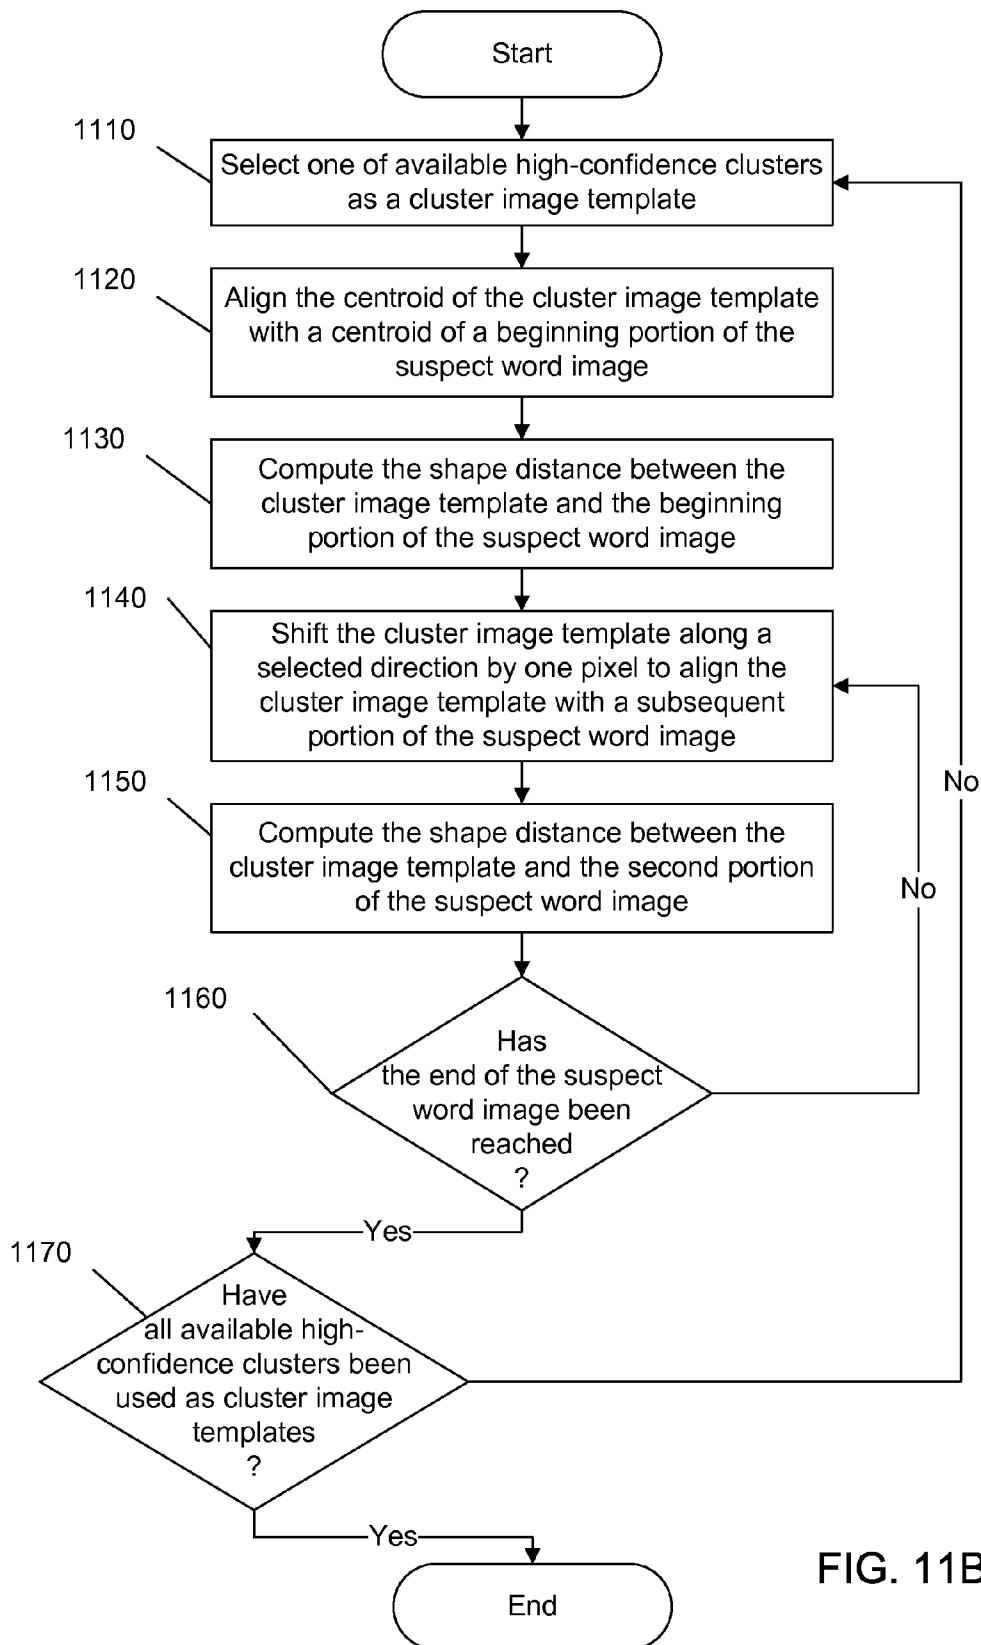 Start
1110
Select one of available high-confidence clusters
as a cluster image template
1120
Align the centroid of the cluster image template
with a centroid of a beginning portion of the
suspect word image
1130
Compute the shape distance between the
cluster image template and the beginning
portion of the suspect word image
1140
Shift the cluster image template along a
selected direction by one pixel to align the
cluster image template with a subsequent
portion of the suspect word image
1150
Compute the shape distance between the
cluster image template and the second portion
of the suspect word image
No
No
1160
Has
the end of the suspect
word image been
reached
?
Yes
1170
Have
all available high-
confidence clusters been
used as cluster image
templates
?
Yes
End
FIG. 11B